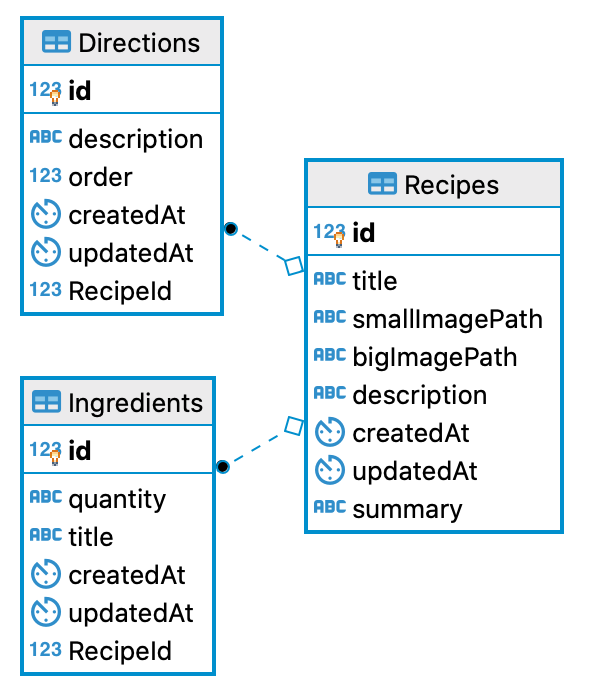 Directions
123 id
ABC description
123 order
createdAt
updatedAt
123 RecipeId
Recipes
123 id
ABC title
ABC smallImagePath
ABC bigImagePath
ABC description
createdAt
updatedAt
ABC summary
Ingredients
123 id
ABC quantity
ABC title
createdAt
updatedAt
123 RecipeId